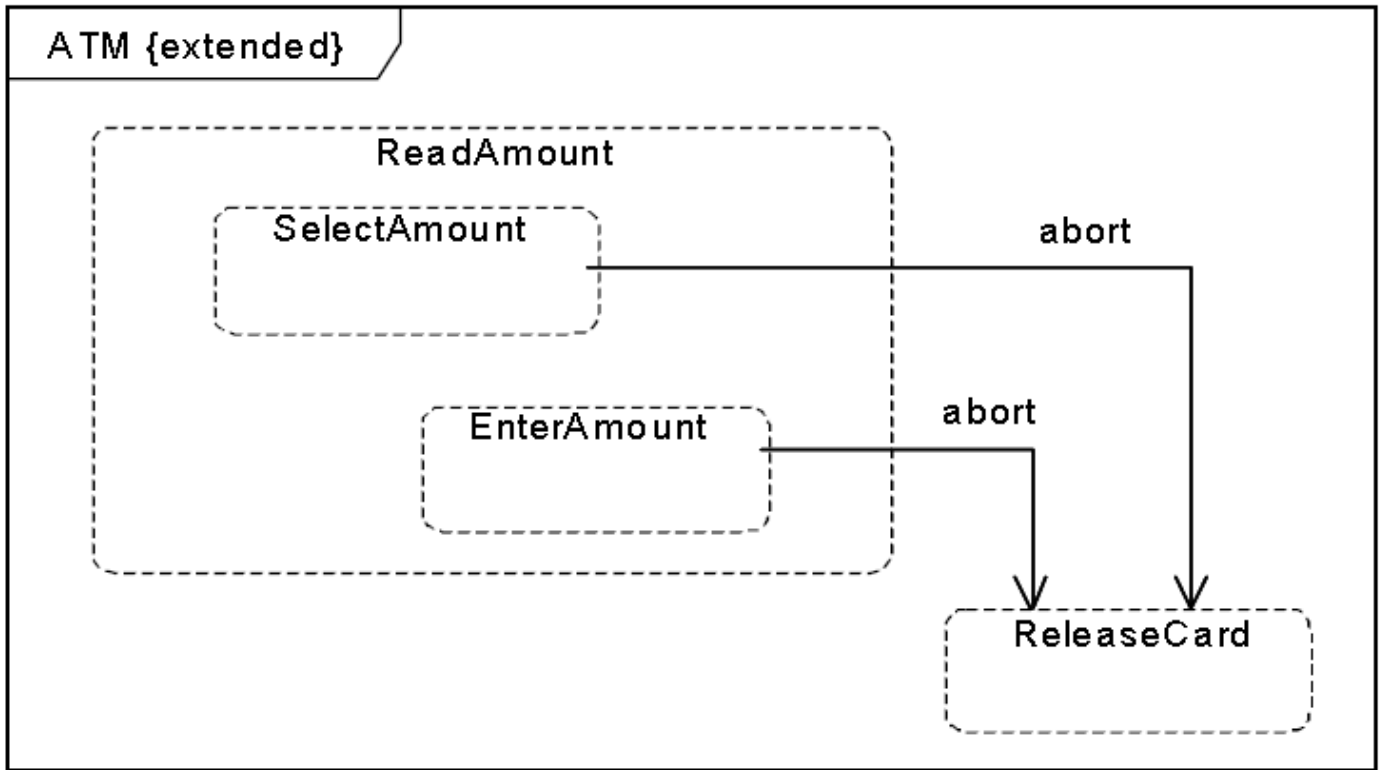 ATM {extended}
ReadAmount
SelectAmount
abort
EnterAmount
abort
ReleaseCard